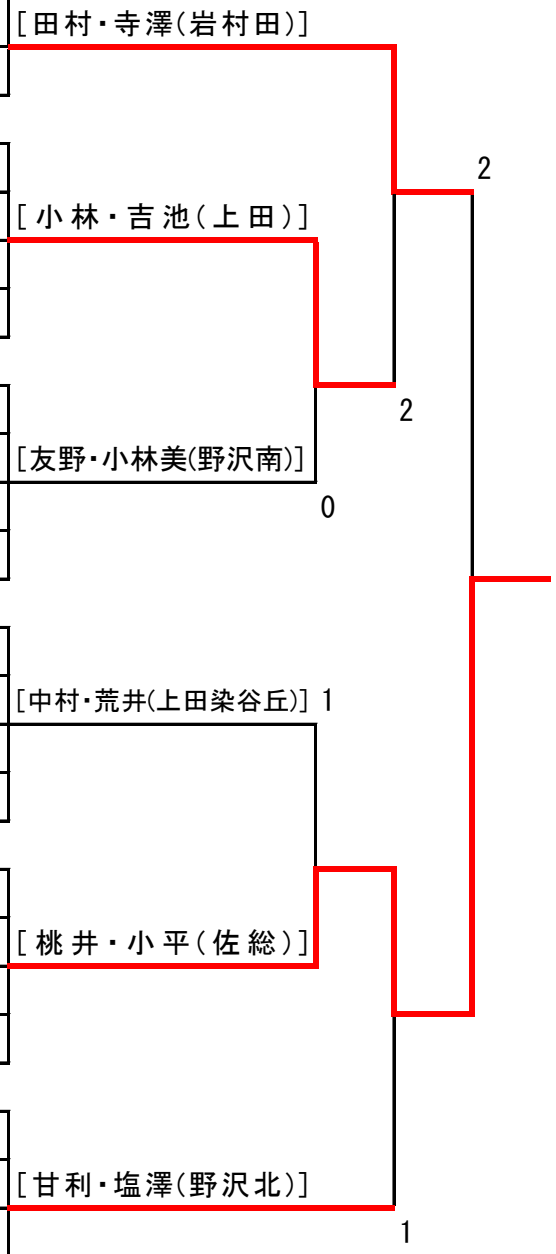 [田村・寺澤(岩村田)]
2
[小林・吉池(上田)]
2
[友野・小林美(野沢南)]
0
[中村・荒井(上田染谷丘)] 1
[桃井・小平(佐総)]
[甘利・塩澤(野沢北)]
1